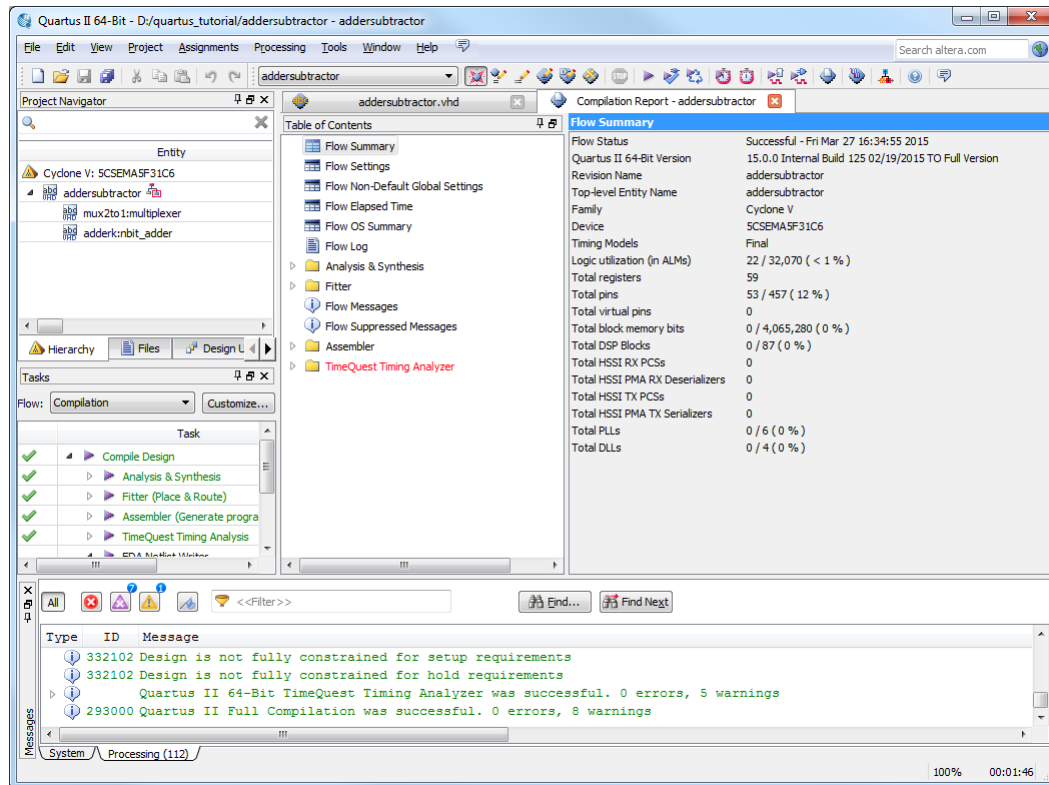 Quartus II 64-Bit - D:/quartus_tutorial/addersubtractor - addersubtractor
File Edit View Project Assignments Processing Tools Window Help
Search altera.com
addersubtractor
Project Navigator
Entity
Cyclone V: 5CSEMA5F31C6
addersubtractor
mux2to1:multiplexer
adderk:nbit_adder
Hierarchy Files Design U
Tasks
Flow: Compilation Customize...
Task
Compile Design
Analysis & Synthesis
Fitter (Place & Route)
Assembler (Generate progra
TimeQuest Timing Analysis
EDA Netlist Writer
addersubtractor.vhd
Compilation Report - addersubtractor
Table of Contents
Flow Summary
Flow Settings
Flow Non-Default Global Settings
Flow Elapsed Time
Flow OS Summary
Flow Log
Analysis & Synthesis
Fitter
Flow Messages
Flow Suppressed Messages
Assembler
TimeQuest Timing Analyzer
Flow Summary
Flow Status Successful - Fri Mar 27 16:34:55 2015
Quartus II 64-Bit Version 15.0.0 Internal Build 125 02/19/2015 TO Full Version
Revision Name addersubtractor
Top-level Entity Name addersubtractor
Family Cyclone V
Device 5CSEMA5F31C6
Timing Models Final
Logic utilization (in ALMs) 22 / 32,070 ( < 1 % )
Total registers 59
Total pins 53 / 457 ( 12 % )
Total virtual pins 0
Total block memory bits 0 / 4,065,280 ( 0 % )
Total DSP Blocks 0 / 87 ( 0 % )
Total HSSI RX PCSs 0
Total HSSI PMA RX Deserializers 0
Total HSSI TX PCSs 0
Total HSSI PMA TX Serializers 0
Total PLLs 0 / 6 ( 0 % )
Total DLLs 0 / 4 ( 0 % )
All 7 1 <<Filter>> Find... Find Next
Type ID Message
332102 Design is not fully constrained for setup requirements
332102 Design is not fully constrained for hold requirements
Quartus II 64-Bit TimeQuest Timing Analyzer was successful. 0 errors, 5 warnings
293000 Quartus II Full Compilation was successful. 0 errors, 8 warnings
Messages
System Processing (112)
100% 00:01:46